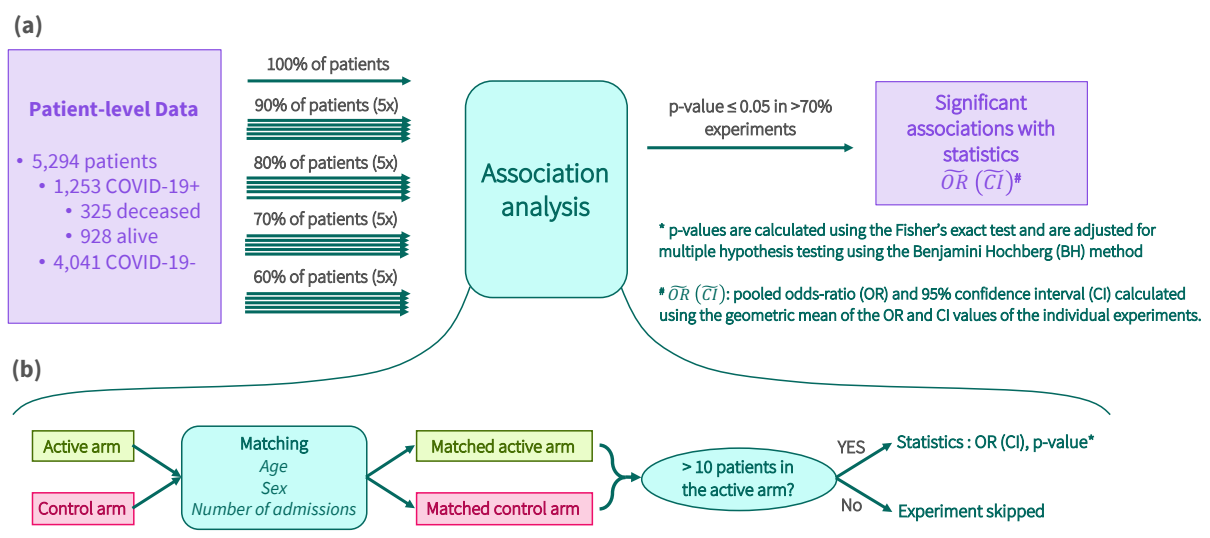 (a)
Patient-level Data
• 5,294 patients
• 1,253 COVID-19+
• 325 deceased
• 928 alive
• 4,041 COVID-19-
100% of patients
90% of patients (5x)
80% of patients (5x)
70% of patients (5x)
60% of patients (5x)
Association
analysis
p-value ≤ 0.05 in >70%
experiments
Significant
associations with
statistics
O͠R (C͠I)#
* p-values are calculated using the Fisher's exact test and are adjusted for
multiple hypothesis testing using the Benjamini Hochberg (BH) method
# O͠R (C͠I): pooled odds-ratio (OR) and 95% confidence interval (CI) calculated
using the geometric mean of the OR and CI values of the individual experiments.
(b)
Active arm
Control arm
Matching
Age
Sex
Number of admissions
Matched active arm
Matched control arm
> 10 patients in
the active arm?
YES
No
Statistics : OR (CI), p-value*
Experiment skipped